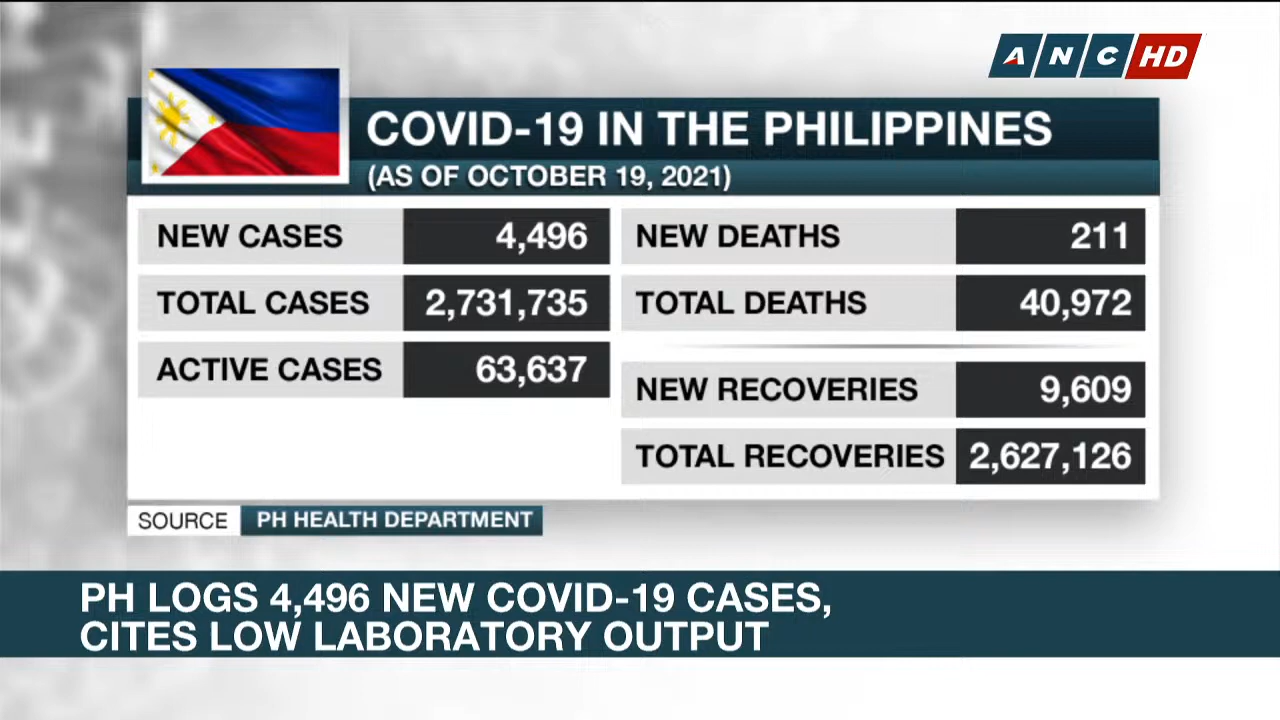 ANC HD
COVID-19 IN THE PHILIPPINES
(AS OF OCTOBER 19, 2021)
NEW CASES 4,496
TOTAL CASES 2,731,735
ACTIVE CASES 63,637
NEW DEATHS 211
TOTAL DEATHS 40,972
NEW RECOVERIES 9,609
TOTAL RECOVERIES 2,627,126
SOURCE PH HEALTH DEPARTMENT
PH LOGS 4,496 NEW COVID-19 CASES,
CITES LOW LABORATORY OUTPUT